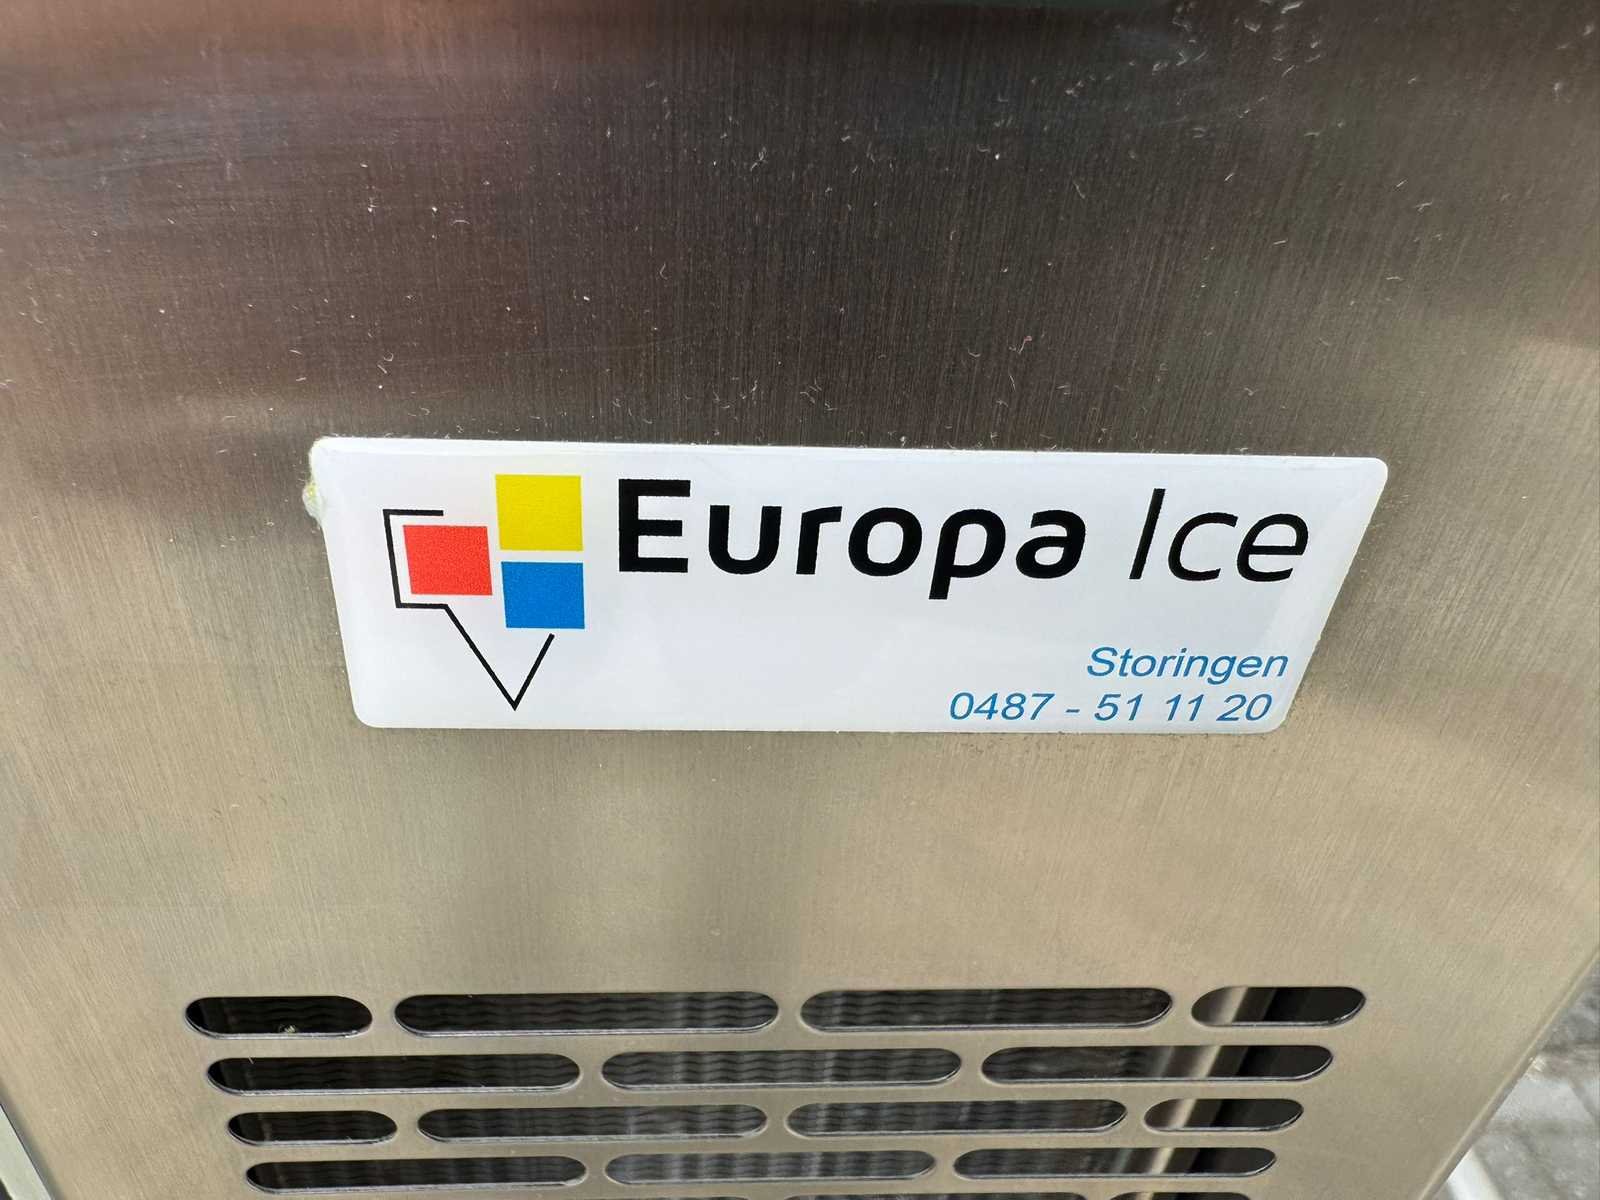 Europa Ice
Storingen
0487 - 51 11 20